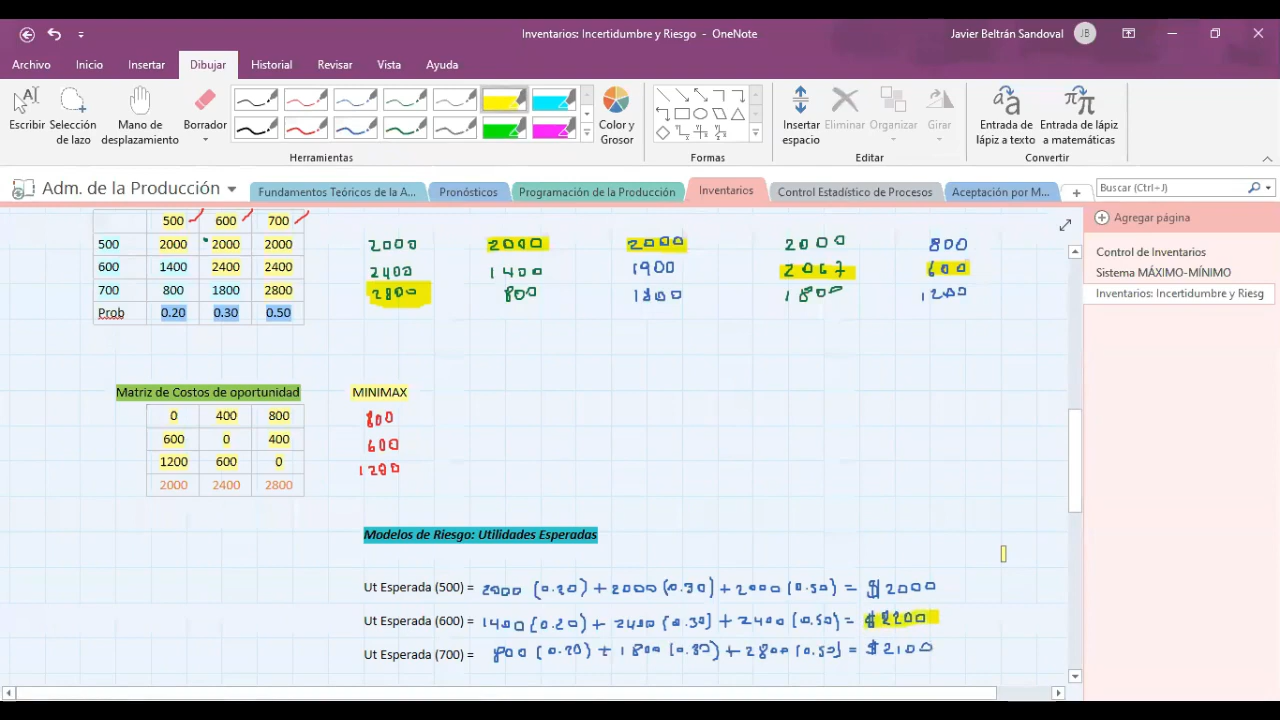 Inventarios: Incertidumbre y Riesgo - OneNote
Javier Beltrán Sandoval JB
Archivo Inicio Insertar Dibujar Historial Revisar Vista Ayuda
Escribir Selección de lazo Mano de desplazamiento Borrador Color y Grosor Insertar espacio Eliminar Organizar Girar Entrada de lápiz a texto Entrada de lápiz a matemáticas
Herramientas Formas Editar Convertir
Adm. de la Producción Fundamentos Teóricos de la A... Pronósticos Programación de la Producción Inventarios Control Estadístico de Procesos Aceptación por M... Buscar (Ctrl+J)
Agregar página
Control de Inventarios
Sistema MÁXIMO-MÍNIMO
Inventarios: Incertidumbre y Riesg
500 600 700
500 2000 2000 2000 2000 2000 2000 2000 800
600 1400 2400 2400 2400 1400 1900 2067 600
700 800 1800 2800 2800 800 1800 1800 1200
Prob 0.20 0.30 0.50
Matriz de Costos de oportunidad MINIMAX
0 400 800 800
600 0 400 600
1200 600 0 1200
2000 2400 2800
Modelos de Riesgo: Utilidades Esperadas
Ut Esperada (500) = 2000 (0.20) + 2000 (0.30) + 2000 (0.50) = $2000
Ut Esperada (600) = 1400 (0.20) + 2400 (0.30) + 2400 (0.50) = $2200
Ut Esperada (700) = 800 (0.20) + 1800 (0.30) + 2800 (0.50) = $2100